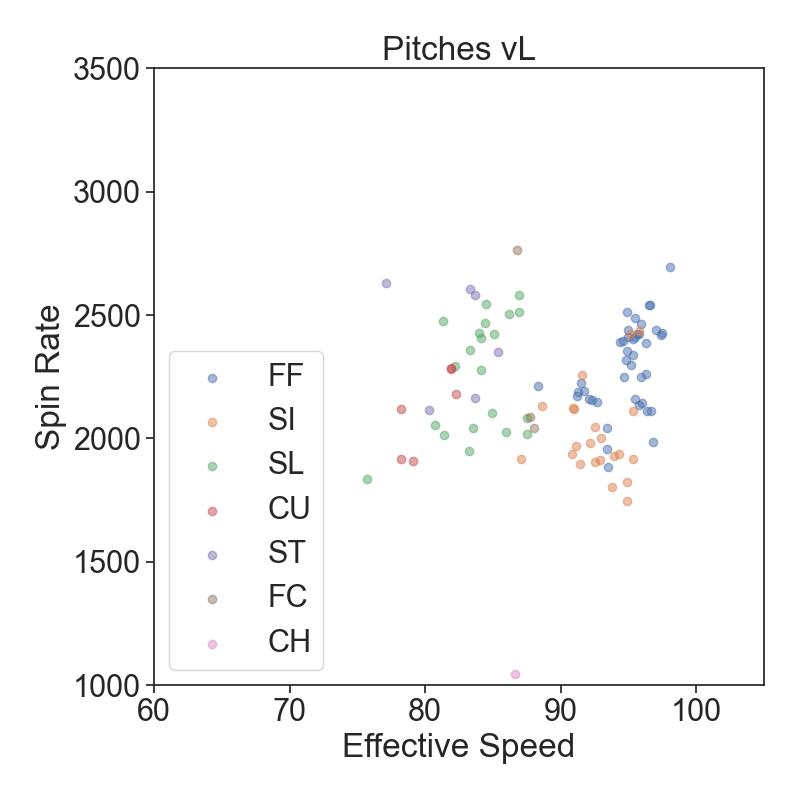 Pitches vL
3500
3000
2500
2000
1500
1000
Spin Rate
FF
SI
SL
CU
ST
FC
CH
60 70 80 90 100
Effective Speed